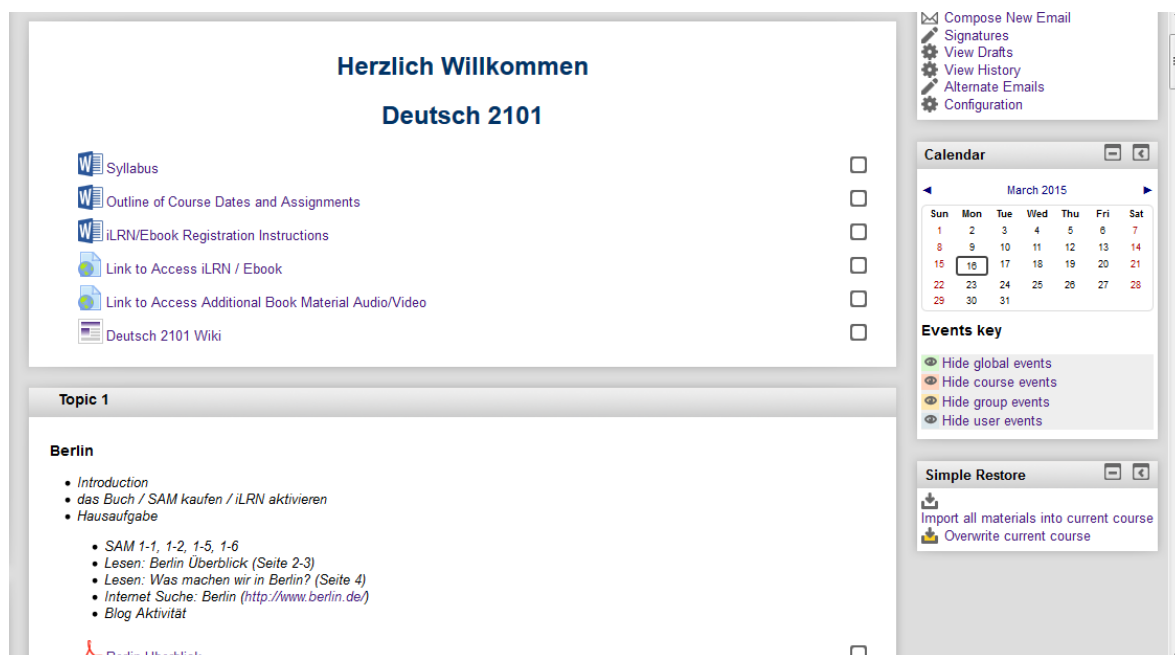 Herzlich Willkommen
Deutsch 2101
Syllabus
Outline of Course Dates and Assignments
iLRN/Ebook Registration Instructions
Link to Access iLRN / Ebook
Link to Access Additional Book Material Audio/Video
Deutsch 2101 Wiki
Topic 1
Berlin
Introduction
das Buch / SAM kaufen / iLRN aktivieren
Hausaufgabe
SAM 1-1, 1-2, 1-5, 1-6
Lesen: Berlin Überblick (Seite 2-3)
Lesen: Was machen wir in Berlin? (Seite 4)
Internet Suche: Berlin (http://www.berlin.de/)
Blog Aktivität
Compose New Email
Signatures
View Drafts
View History
Alternate Emails
Configuration
Calendar
March 2015
Sun Mon Tue Wed Thu Fri Sat
1 2 3 4 5 6 7
8 9 10 11 12 13 14
15 16 17 18 19 20 21
22 23 24 25 26 27 28
29 30 31
Events key
Hide global events
Hide course events
Hide group events
Hide user events
Simple Restore
Import all materials into current course
Overwrite current course